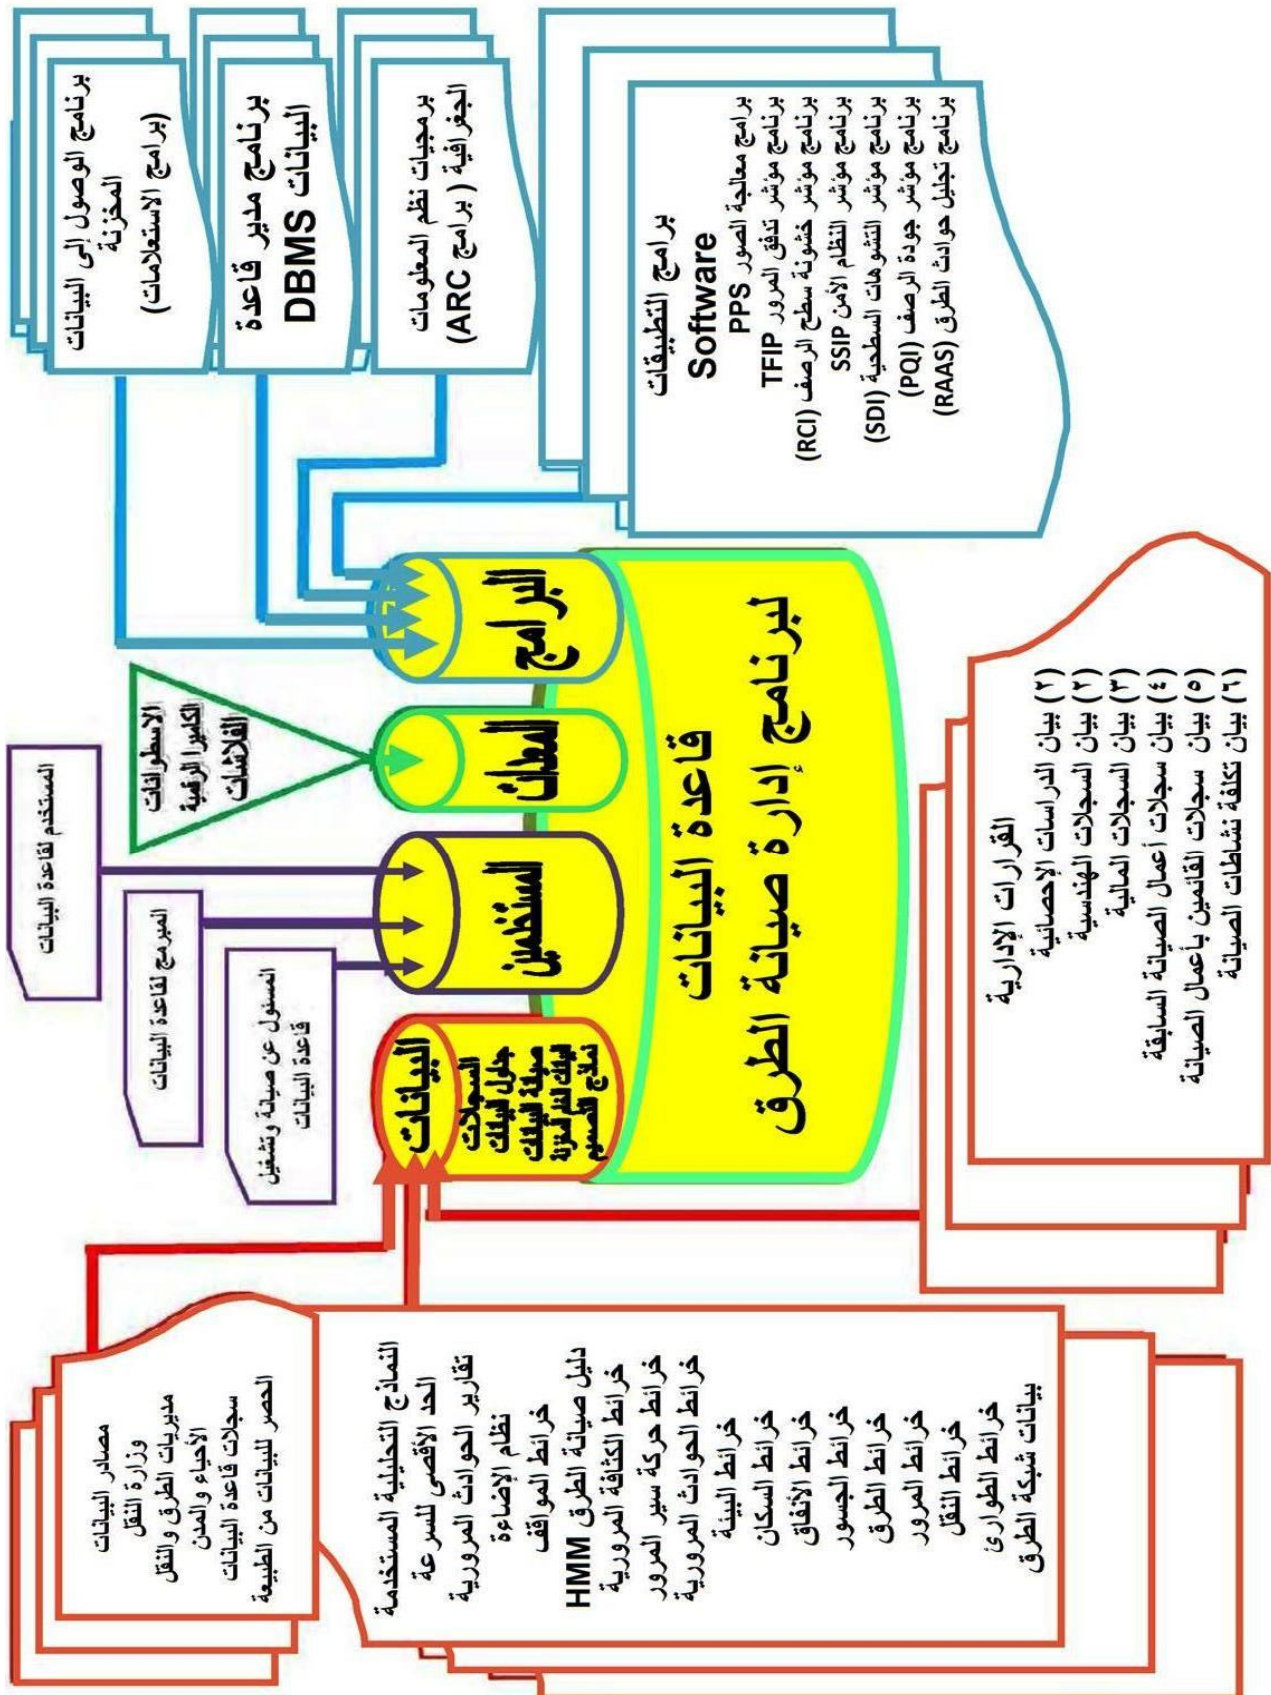 برنامج الوصول إلى البيانات
المخزنة
(برامج الاستعلامات)
برنامج مدير قاعدة
البيانات DBMS
برمجيات نظم المعلومات
الجغرافية ( برامج ARC)
برامج التطبيقات
Software
برامج معالجة الصور PPS
برنامج مؤشر تدفق المرور TFIP
برنامج مؤشر خشونة سطح الرصف (RCI)
برنامج مؤشر النظام الأمن SSIP
برنامج مؤشر التشوهات السطحية (SDI)
برنامج مؤشر جودة الرصف (PQI)
برنامج تحليل حوادث الطرق (RAAS)
الاسطوانات
الكاميرا الرقمية
الفلاشات
المستخدم لقاعدة البيانات
المبرمج لقاعدة البيانات
المسئول عن صيانة وتشغيل
قاعدة البيانات
البرامج
المعدات
المستخدمين
البيانات
السجلات
جداول البيانات
صيانة البيانات
نماذج التصميم
قاعدة البيانات
لبرنامج إدارة صيانة الطرق
مصادر البيانات
وزارة النقل
مديريات الطرق والنقل
الأحياء والمدن
سجلات قاعدة البيانات
الحصر للبيانات من الطبيعة
النماذج التحليلية المستخدمة
الحد الأقصى للسرعة
تقارير الحوادث المرورية
نظام الإضاءة
خرائط المواقف
دليل صيانة الطرق HMM
خرائط الكثافة المرورية
خرائط حركة سير المرور
خرائط الحوادث المرورية
خرائط البيئة
خرائط السكان
خرائط الأنفاق
خرائط الجسور
خرائط الطرق
خرائط المرور
خرائط النقل
خرائط الطوارئ
بيانات شبكة الطرق
القرارات الإدارية
(٢) بيان الدراسات الإحصائية
(٢) بيان السجلات الهندسية
(٣) بيان السجلات المالية
(٤) بيان سجلات أعمال الصيانة السابقة
(٥) بيان سجلات القائمين بأعمال الصيانة
(٦) بيان تكلفة نشاطات الصيانة